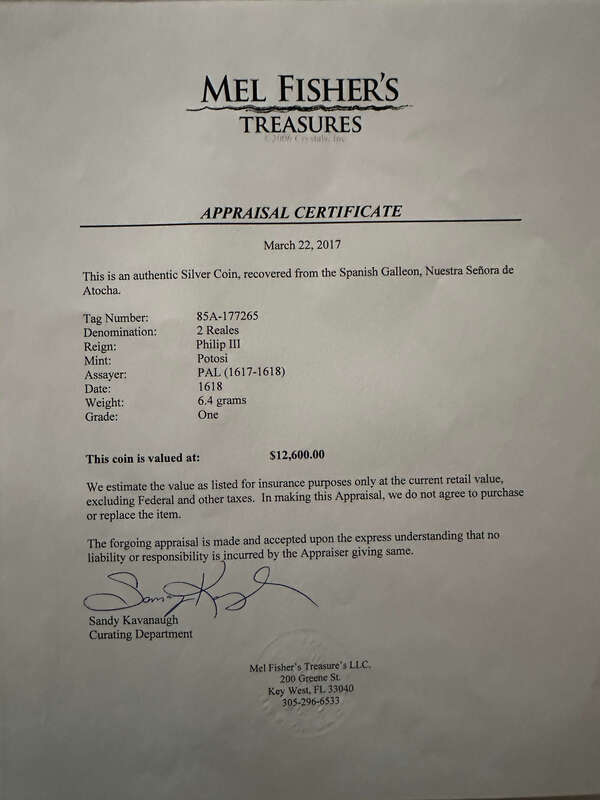 MEL FISHER'S
TREASURES
©2006 Crystals, Inc
APPRAISAL CERTIFICATE
March 22, 2017
This is an authentic Silver Coin, recovered from the Spanish Galleon, Nuestra Señora de
Atocha.
Tag Number: 85A-177265
Denomination: 2 Reales
Reign: Philip III
Mint: Potosi
Assayer: PAL (1617-1618)
Date: 1618
Weight: 6.4 grams
Grade: One
This coin is valued at: $12,600.00
We estimate the value as listed for insurance purposes only at the current retail value,
excluding Federal and other taxes. In making this Appraisal, we do not agree to purchase
or replace the item.
The forgoing appraisal is made and accepted upon the express understanding that no
liability or responsibility is incurred by the Appraiser giving same.
Sandy Kavanaugh
Curating Department
Mel Fisher's Treasure's LLC.
200 Greene St.
Key West, FL 33040
305-296-6533